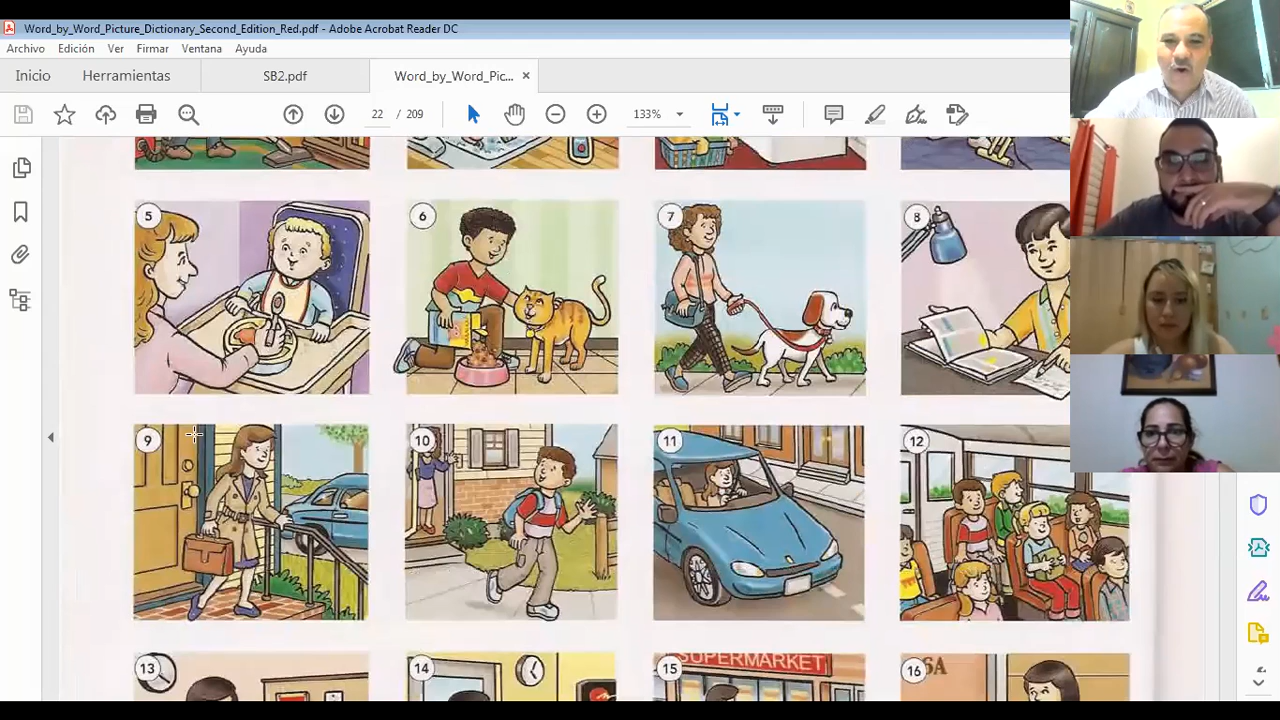 Word_by_Word_Picture_Dictionary_Second_Edition_Red.pdf - Adobe Acrobat Reader DC
Archivo Edición Ver Firmar Ventana Ayuda
Inicio Herramientas SB2.pdf Word_by_Word_Pic... ×
22 / 209 133%
5 6 7 8
9 10 11 12
13 14 15 16
SUPERMARKET